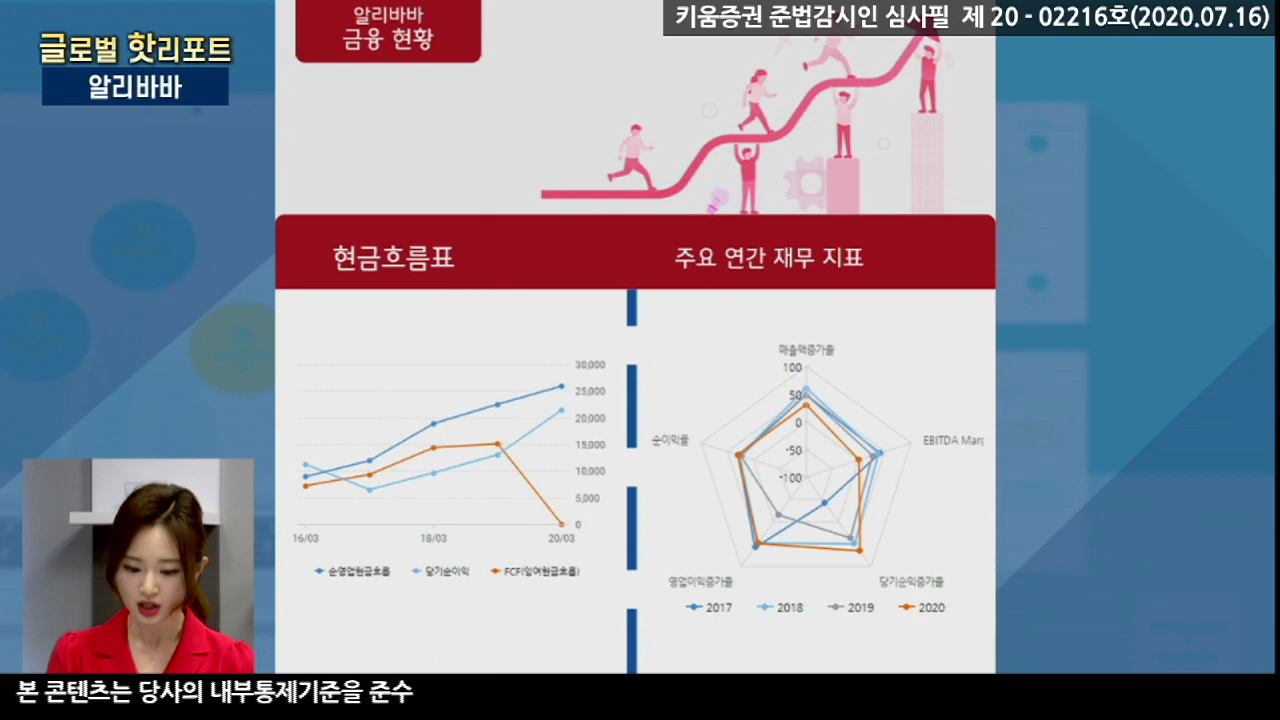 키움증권 준법감시인 심사필 제 20 - 02216호(2020.07.16)
글로벌 핫리포트
알리바바
알리바바
금융 현황
현금흐름표
주요 연간 재무 지표
30,000
25,000
20,000
15,000
10,000
5,000
0
16/03 18/03 20/03
순영업현금흐름 당기순이익 FCF(잉여현금흐름)
매출액증가율
100
50
0
-50
-100
순이익률
EBITDA Marg
영업이익증가율
당기순익증가율
2017 2018 2019 2020
본 콘텐츠는 당사의 내부통제기준을 준수